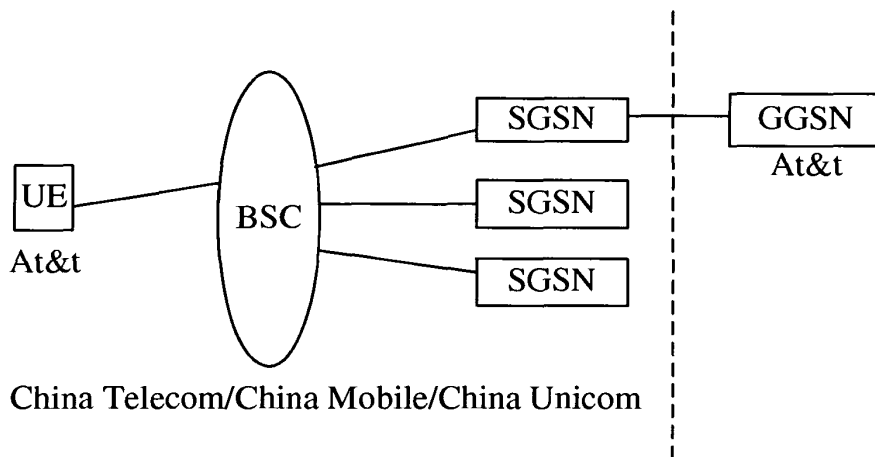 SGSN
GGSN
At&t
UE
At&t
BSC
SGSN
SGSN
China Telecom/China Mobile/China Unicom